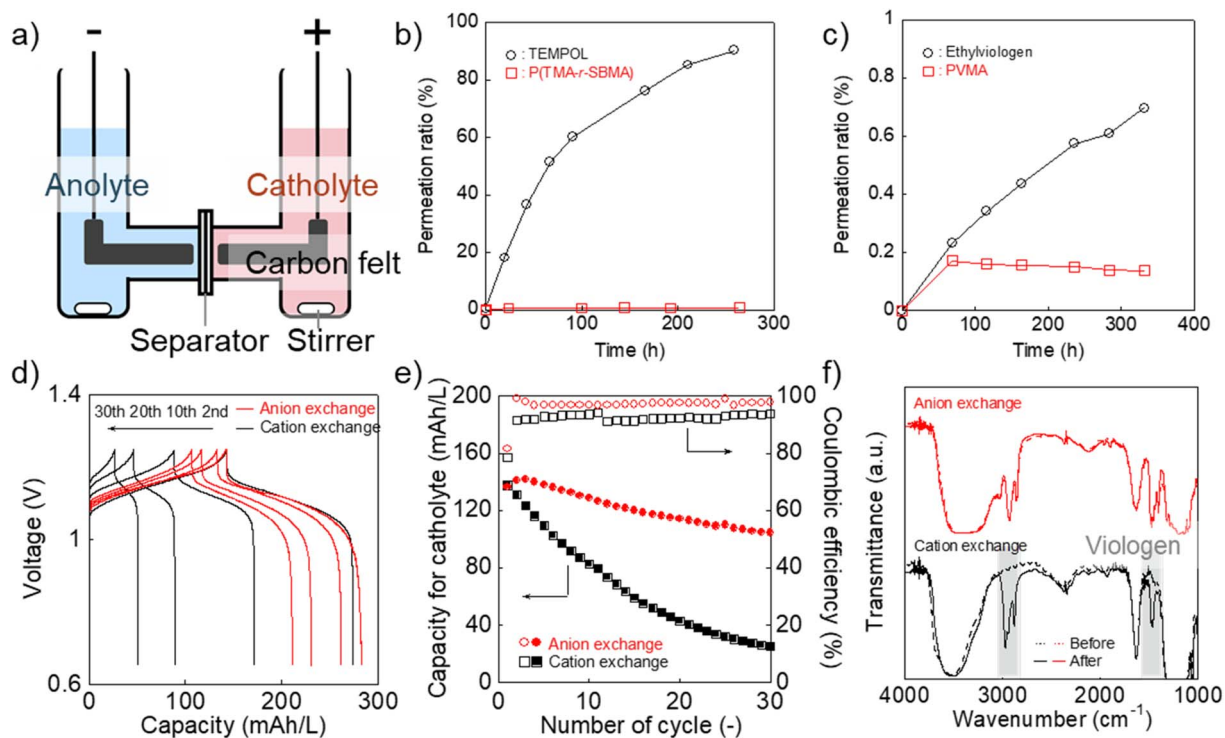 a)
-
+
Anolyte
Catholyte
Carbon felt
Separator
Stirrer
b)
Permeation ratio (%)
100
80
60
40
20
0
: TEMPOL
: P(TMA-r-SBMA)
0
100
200
300
Time (h)
c)
Permeation ratio (%)
1
0.8
0.6
0.4
0.2
0
: Ethylviologen
: PVMA
0
100
200
300
400
Time (h)
d)
Voltage (V)
1.4
1
0.6
30th 20th 10th 2nd
Anion exchange
Cation exchange
0
100
200
300
Capacity (mAh/L)
e)
Capacity for catholyte (mAh/L)
200
160
120
80
40
0
Anion exchange
Cation exchange
0
10
20
30
Number of cycle (-)
100
80
60
40
20
0
Coulombic efficiency (%)
f)
Transmittance (a.u.)
Anion exchange
Cation exchange
Viologen
Before
After
4000
3000
2000
1000
Wavenumber (cm⁻¹)